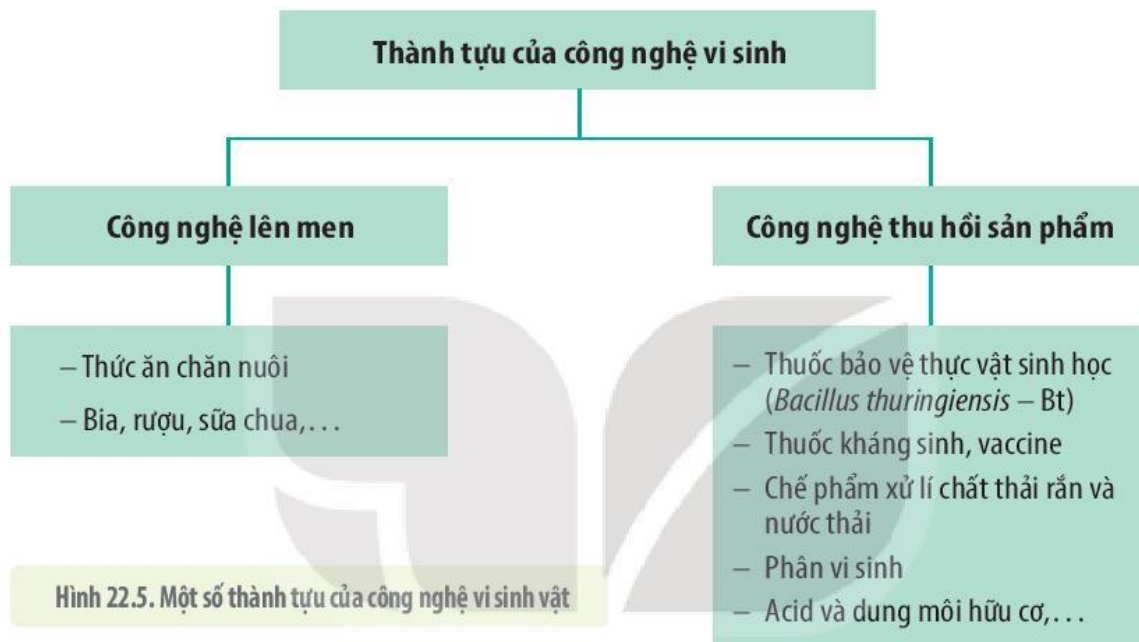 Thành tựu của công nghệ vi sinh
Công nghệ lên men
Công nghệ thu hồi sản phẩm
– Thức ăn chăn nuôi
– Bia, rượu, sữa chua,…
– Thuốc bảo vệ thực vật sinh học
(Bacillus thuringiensis – Bt)
– Thuốc kháng sinh, vaccine
– Chế phẩm xử lí chất thải rắn và
nước thải
– Phân vi sinh
– Acid và dung môi hữu cơ,…
Hình 22.5. Một số thành tựu của công nghệ vi sinh vật